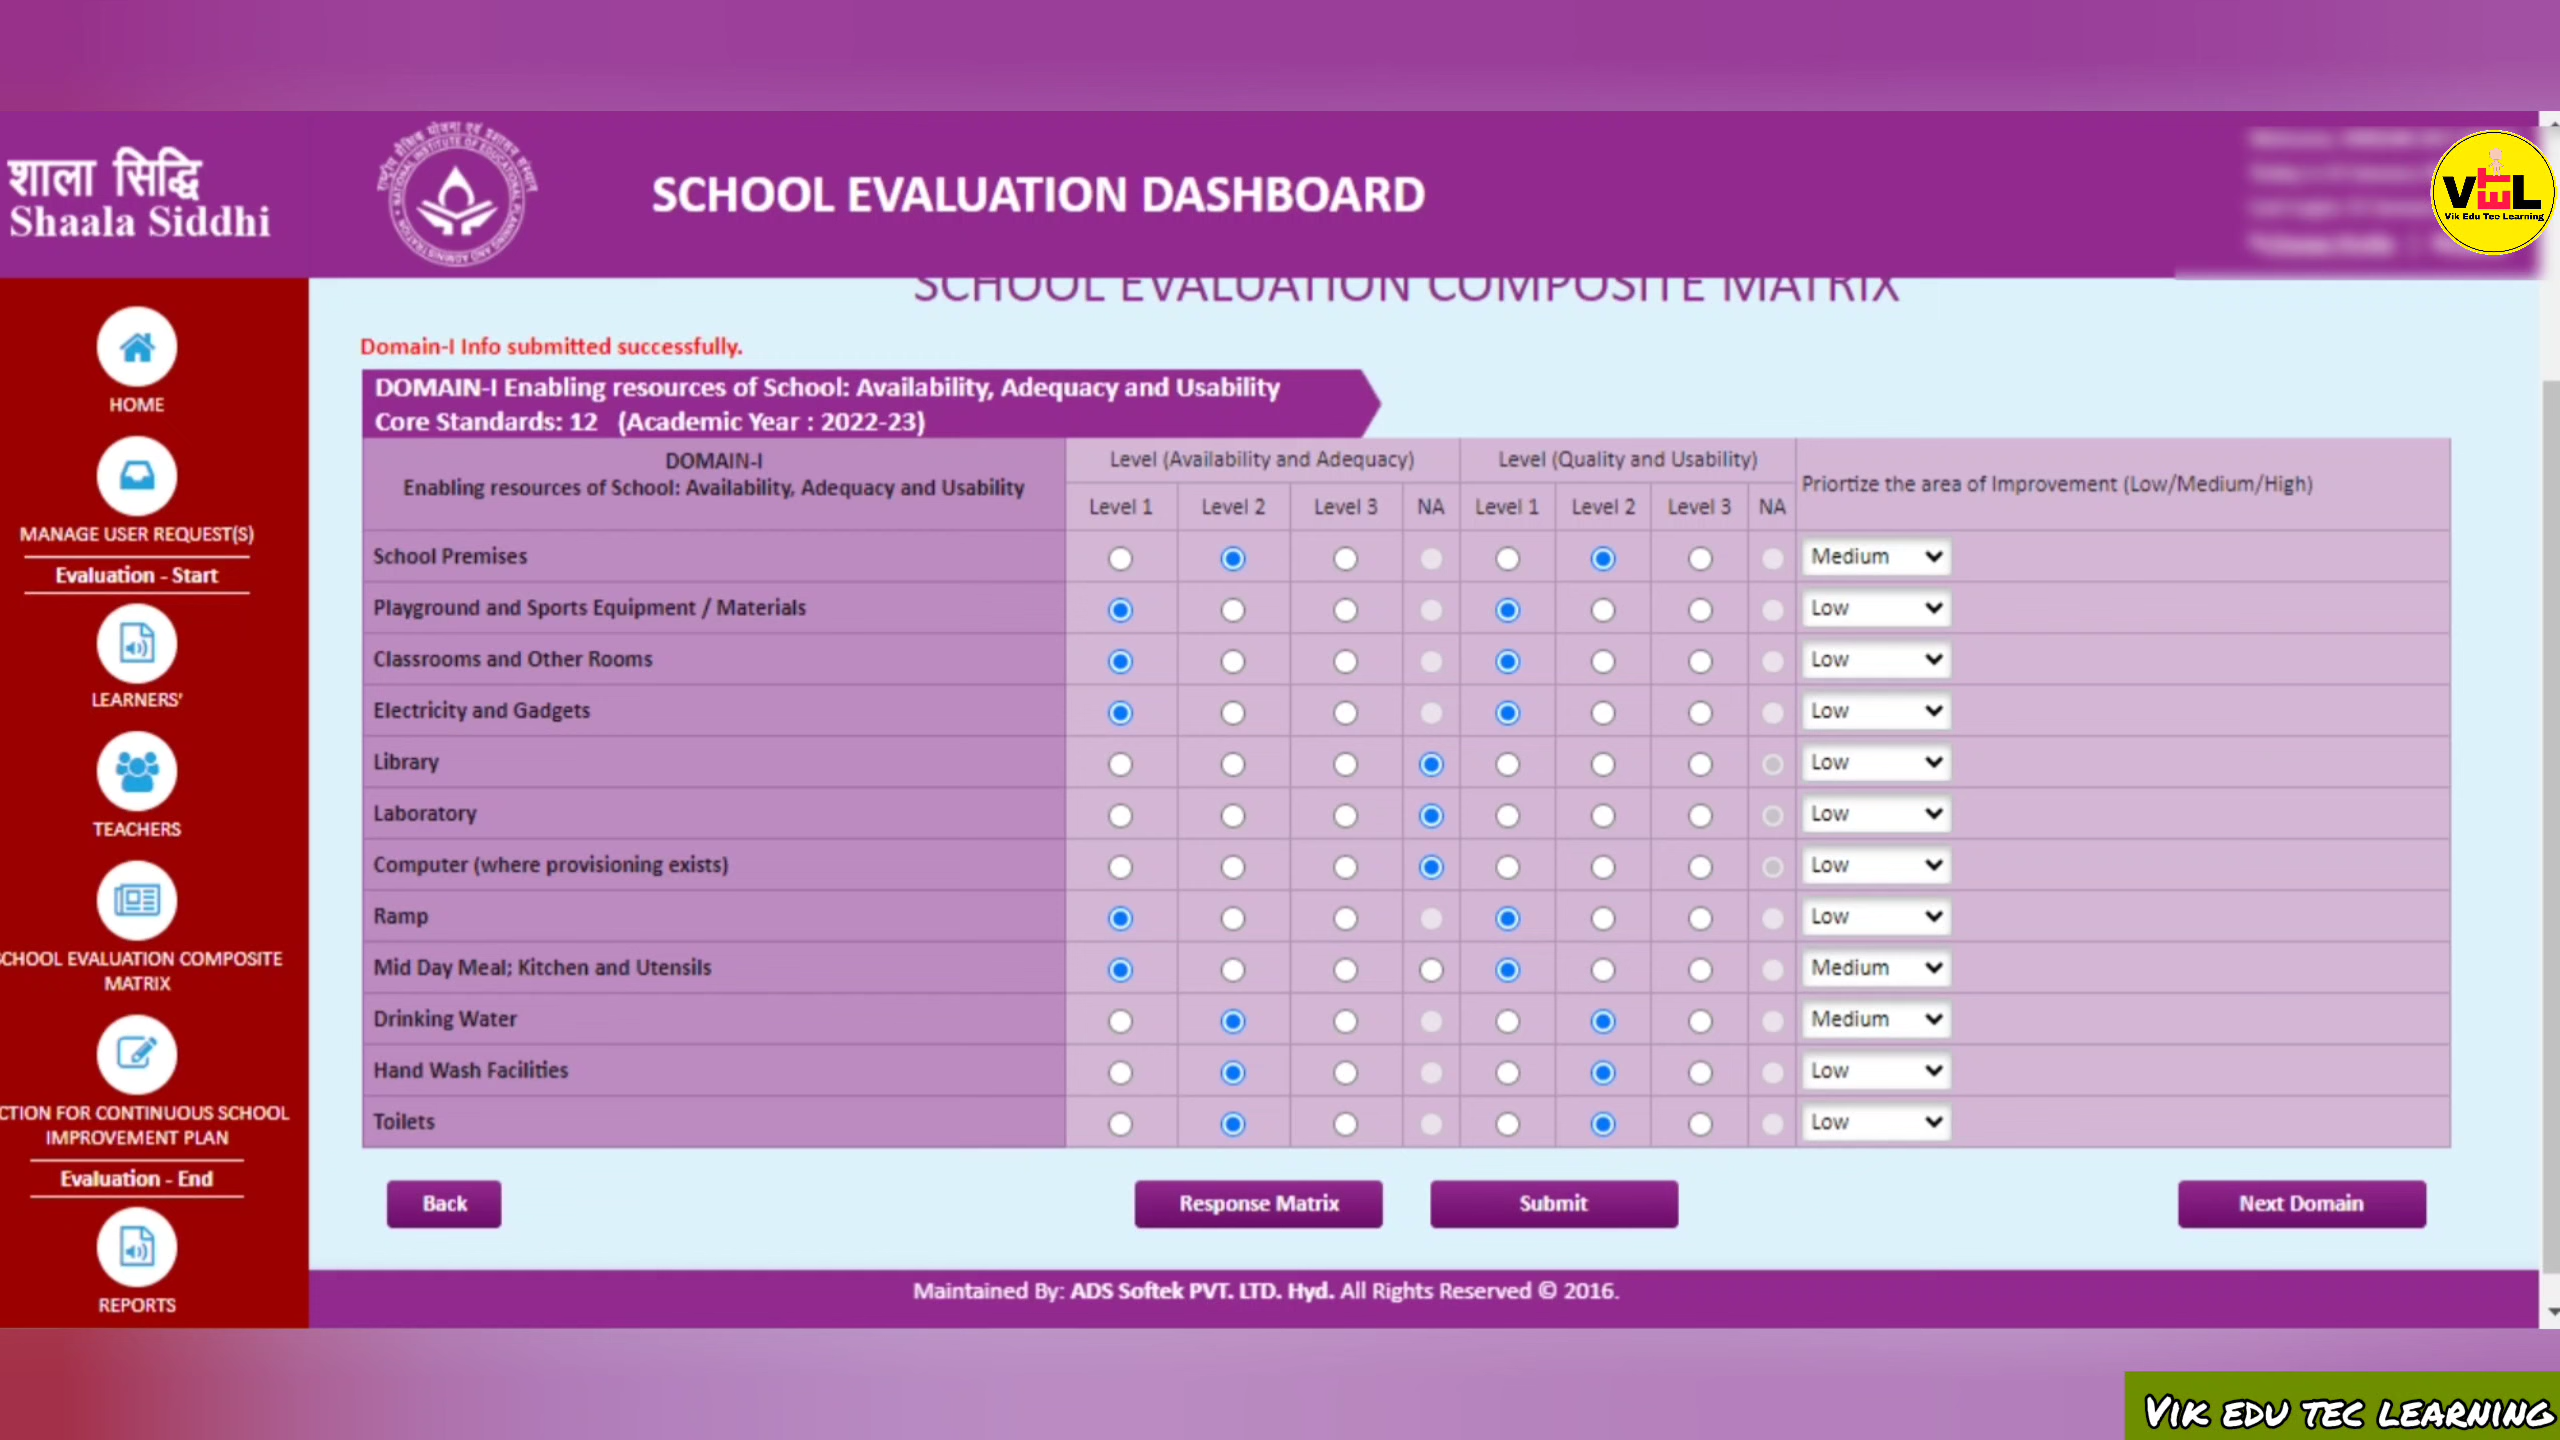 शाला सिद्धि
Shaala Siddhi
SCHOOL EVALUATION DASHBOARD
VETL
Vik Edu Tec Learning
SCHOOL EVALUATION COMPOSITE MATRIX
HOME
MANAGE USER REQUEST(S)
Evaluation - Start
LEARNERS'
TEACHERS
SCHOOL EVALUATION COMPOSITE
MATRIX
CTION FOR CONTINUOUS SCHOOL
IMPROVEMENT PLAN
Evaluation - End
REPORTS
Domain-I Info submitted successfully.
DOMAIN-I Enabling resources of School: Availability, Adequacy and Usability
Core Standards: 12 (Academic Year : 2022-23)
DOMAIN-I
Enabling resources of School: Availability, Adequacy and Usability
Level (Availability and Adequacy)
Level (Quality and Usability)
Priortize the area of Improvement (Low/Medium/High)
Level 1 Level 2 Level 3 NA Level 1 Level 2 Level 3 NA
School Premises Medium
Playground and Sports Equipment / Materials Low
Classrooms and Other Rooms Low
Electricity and Gadgets Low
Library Low
Laboratory Low
Computer (where provisioning exists) Low
Ramp Low
Mid Day Meal; Kitchen and Utensils Medium
Drinking Water Medium
Hand Wash Facilities Low
Toilets Low
Back Response Matrix Submit Next Domain
Maintained By: ADS Softek PVT. LTD. Hyd. All Rights Reserved © 2016.
VIK EDU TEC LEARNING